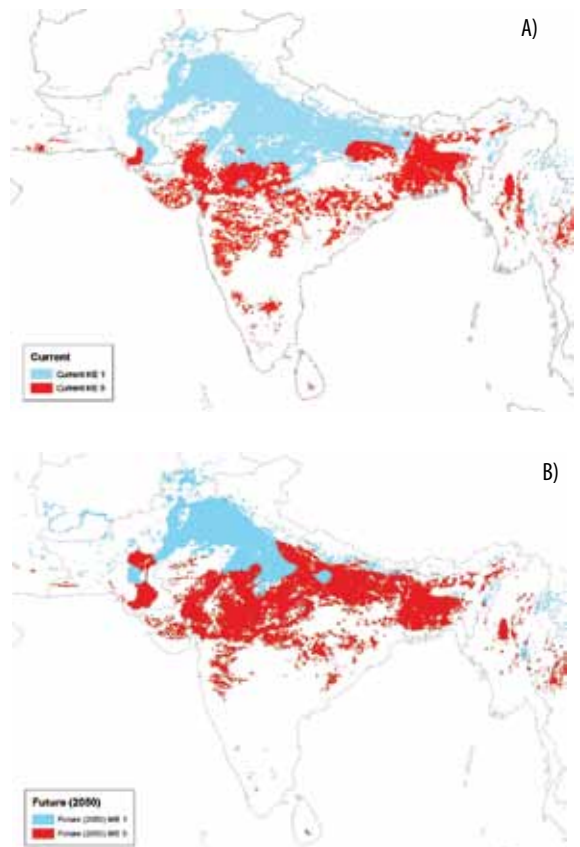 A)
Current
Current ME 1
Current ME 5
B)
Future (2050)
Future (2050) ME 1
Future (2050) ME 5